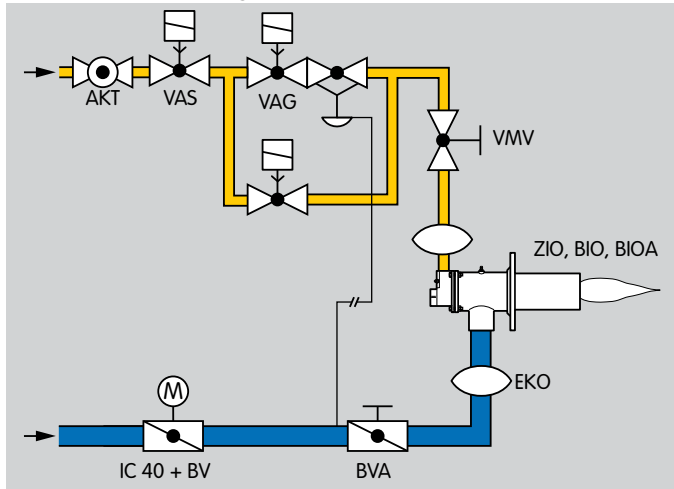 AKT
VAS
VAG
VMV
ZIO, BIO, BIOA
EKO
M
IC 40 + BV
BVA